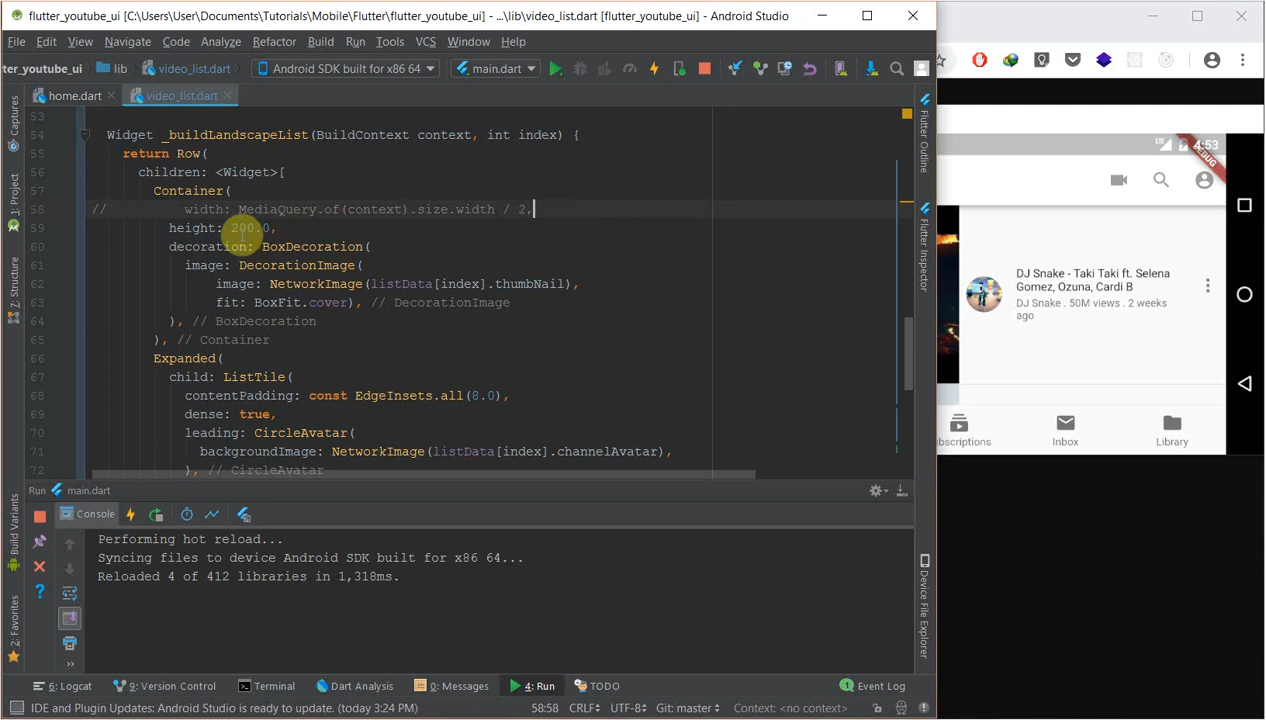 flutter_youtube_ui [C:\Users\User\Documents\Tutorials\Mobile\Flutter\flutter_youtube_ui] - ...\lib\video_list.dart [flutter_youtube_ui] - Android Studio
File Edit View Navigate Code Analyze Refactor Build Run Tools VCS Window Help
ter_youtube_ui lib video_list.dart Android SDK built for x86 64 main.dart
home.dart video_list.dart
53
54 Widget _buildLandscapeList(BuildContext context, int index) {
55 return Row(
56 children: <Widget>[
57 Container(
58 // width: MediaQuery.of(context).size.width / 2,
59 height: 200.0,
60 decoration: BoxDecoration(
61 image: DecorationImage(
62 image: NetworkImage(listData[index].thumbNail),
63 fit: BoxFit.cover), // DecorationImage
64 ), // BoxDecoration
65 ), // Container
66 Expanded(
67 child: ListTile(
68 contentPadding: const EdgeInsets.all(8.0),
69 dense: true,
70 leading: CircleAvatar(
71 backgroundImage: NetworkImage(listData[index].channelAvatar),
72 ), // CircleAvatar
Captures
1: Project
7: Structure
Build Variants
2: Favorites
Flutter Outline
Flutter Inspector
Device File Explorer
Run main.dart
Console
Performing hot reload...
Syncing files to device Android SDK built for x86 64...
Reloaded 4 of 412 libraries in 1,318ms.
6: Logcat 9: Version Control Terminal Dart Analysis 0: Messages 4: Run TODO Event Log
IDE and Plugin Updates: Android Studio is ready to update. (today 3:24 PM) 58:58 CRLF UTF-8 Git: master Context: <no context>
LTE 4:53
DEBUG
DJ Snake - Taki Taki ft. Selena
Gomez, Ozuna, Cardi B
DJ Snake . 50M views . 2 weeks
ago
bscriptions Inbox Library